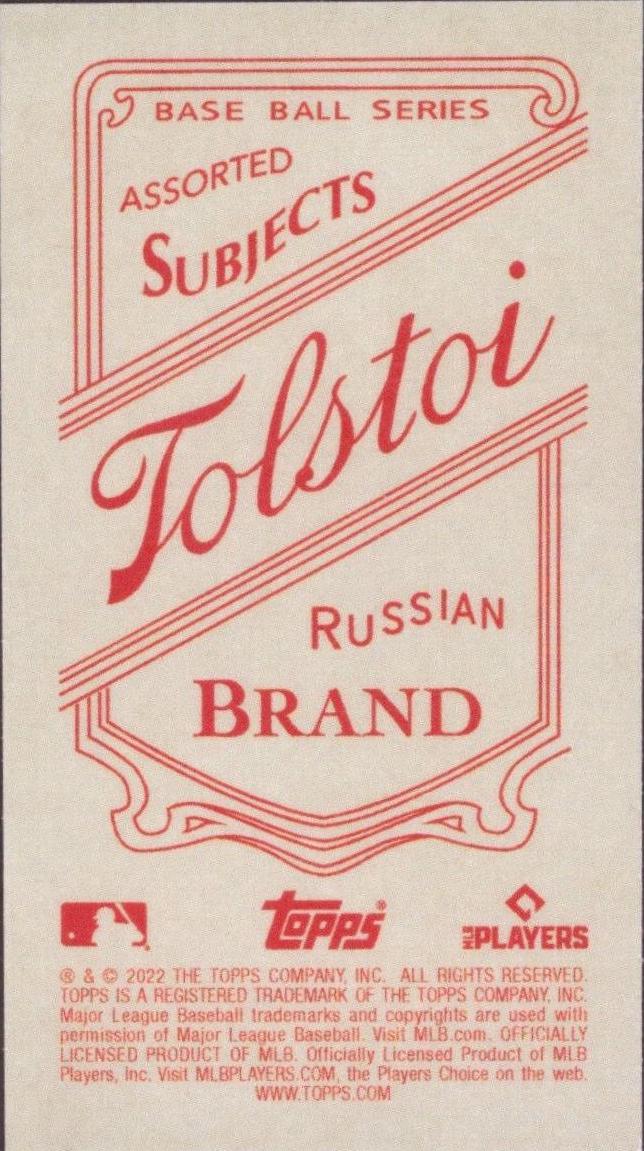 BASE BALL SERIES
ASSORTED
SUBJECTS
Tolstoi
RUSSIAN
BRAND
topps® MLB PLAYERS
® & © 2022 THE TOPPS COMPANY, INC. ALL RIGHTS RESERVED.
TOPPS IS A REGISTERED TRADEMARK OF THE TOPPS COMPANY, INC.
Major League Baseball trademarks and copyrights are used with
permission of Major League Baseball. Visit MLB.com. OFFICIALLY
LICENSED PRODUCT OF MLB. Officially Licensed Product of MLB
Players, Inc. Visit MLBPLAYERS.COM, the Players Choice on the web.
WWW.TOPPS.COM